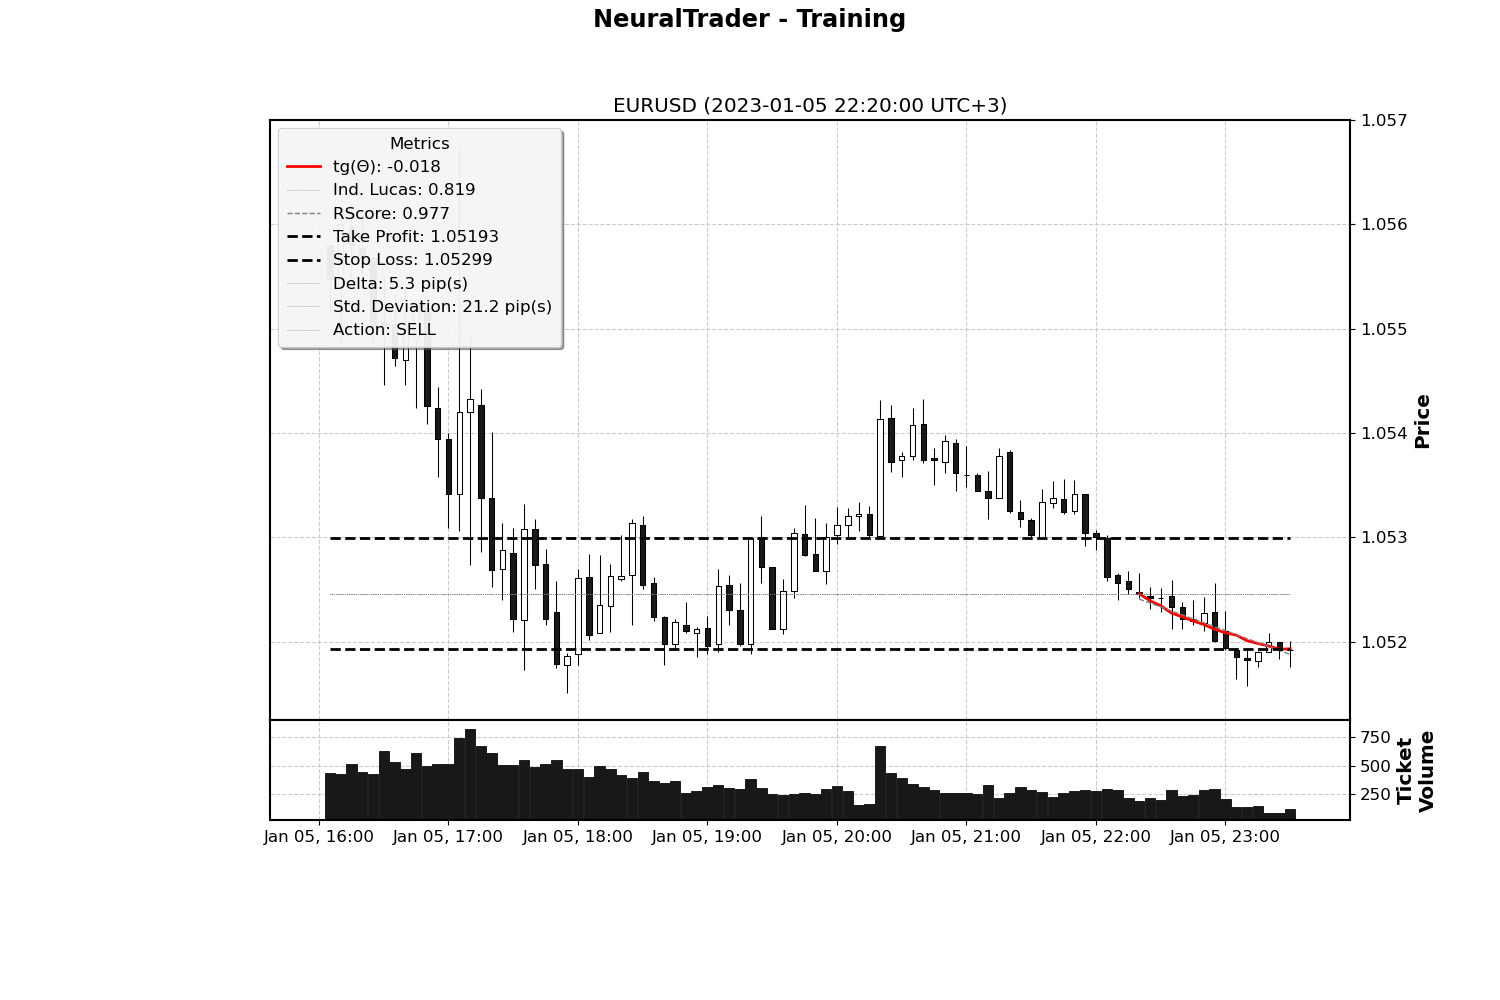 NeuralTrader - Training
EURUSD (2023-01-05 22:20:00 UTC+3)
Metrics
tg(Θ): -0.018
Ind. Lucas: 0.819
RScore: 0.977
Take Profit: 1.05193
Stop Loss: 1.05299
Delta: 5.3 pip(s)
Std. Deviation: 21.2 pip(s)
Action: SELL
1.057
1.056
1.055
1.054
1.053
1.052
Price
750
500
250
Ticket
Volume
Jan 05, 16:00
Jan 05, 17:00
Jan 05, 18:00
Jan 05, 19:00
Jan 05, 20:00
Jan 05, 21:00
Jan 05, 22:00
Jan 05, 23:00